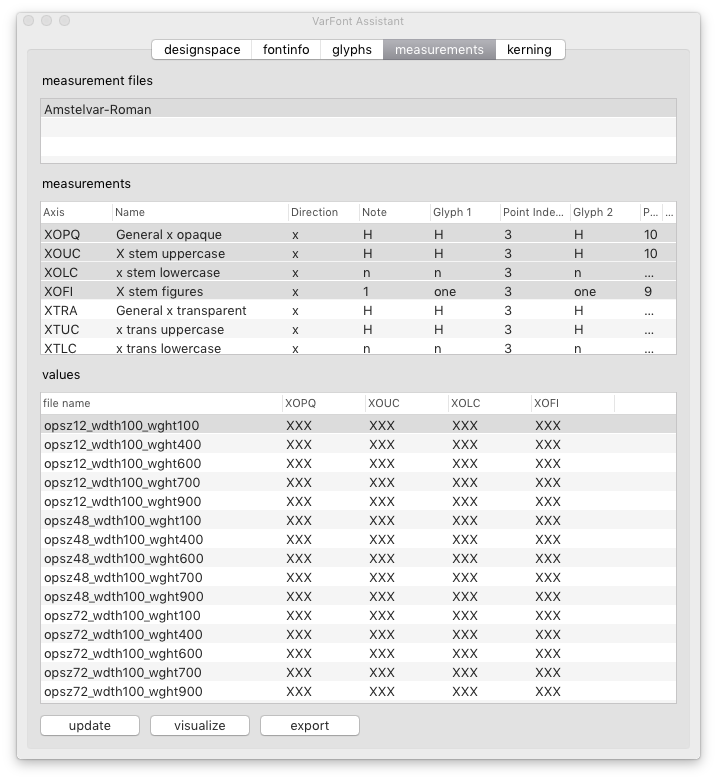 VarFont Assistant
designspace fontinfo glyphs measurements kerning
measurement files
Amstelvar-Roman
measurements
Axis Name Direction Note Glyph 1 Point Inde... Glyph 2 P... ...
XOPQ General x opaque x H H 3 H 10
XOUC X stem uppercase x H H 3 H 10
XOLC x stem lowercase x n n 3 n ...
XOFI X stem figures x 1 one 3 one 9
XTRA General x transparent x H H 3 H ...
XTUC x trans uppercase x H H 3 H ...
XTLC x trans lowercase x n n 3 n ...
values
file name XOPQ XOUC XOLC XOFI
opsz12_wdth100_wght100 XXX XXX XXX XXX
opsz12_wdth100_wght400 XXX XXX XXX XXX
opsz12_wdth100_wght600 XXX XXX XXX XXX
opsz12_wdth100_wght700 XXX XXX XXX XXX
opsz12_wdth100_wght900 XXX XXX XXX XXX
opsz48_wdth100_wght100 XXX XXX XXX XXX
opsz48_wdth100_wght400 XXX XXX XXX XXX
opsz48_wdth100_wght600 XXX XXX XXX XXX
opsz48_wdth100_wght700 XXX XXX XXX XXX
opsz48_wdth100_wght900 XXX XXX XXX XXX
opsz72_wdth100_wght100 XXX XXX XXX XXX
opsz72_wdth100_wght400 XXX XXX XXX XXX
opsz72_wdth100_wght600 XXX XXX XXX XXX
opsz72_wdth100_wght700 XXX XXX XXX XXX
opsz72_wdth100_wght900 XXX XXX XXX XXX
update visualize export